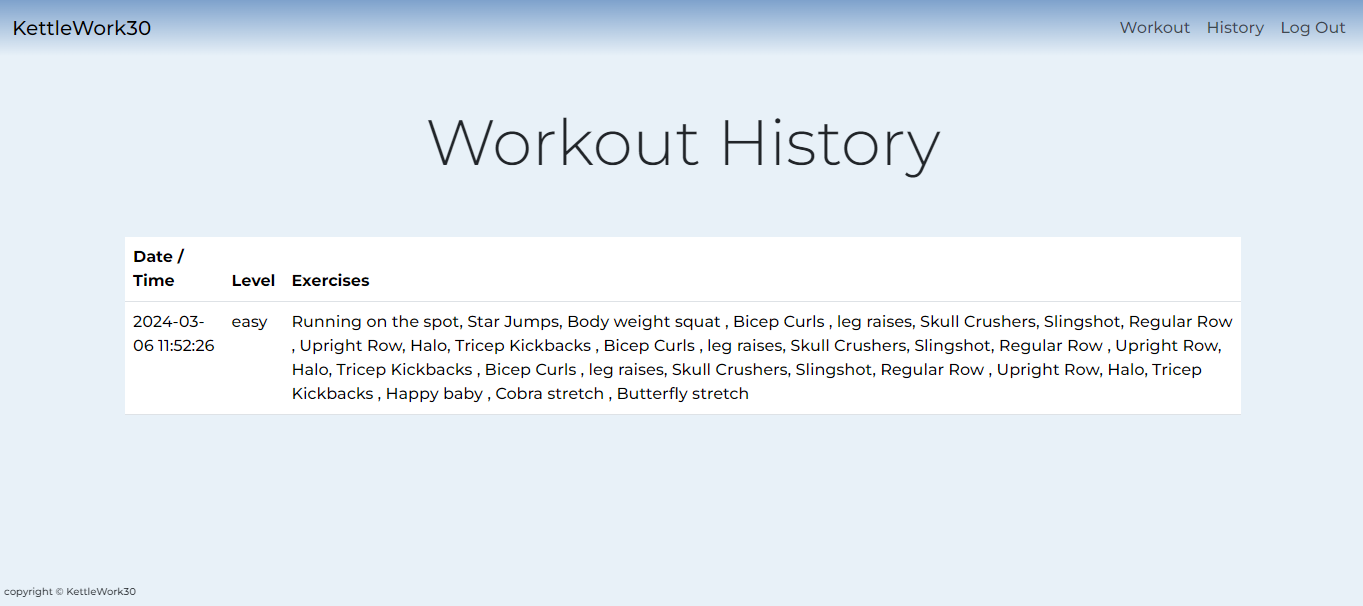 KettleWork30
Workout History Log Out
Workout History
Date /
Time Level Exercises
2024-03- easy Running on the spot, Star Jumps, Body weight squat , Bicep Curls , leg raises, Skull Crushers, Slingshot, Regular Row
06 11:52:26 , Upright Row, Halo, Tricep Kickbacks , Bicep Curls , leg raises, Skull Crushers, Slingshot, Regular Row , Upright Row,
Halo, Tricep Kickbacks , Bicep Curls , leg raises, Skull Crushers, Slingshot, Regular Row , Upright Row, Halo, Tricep
Kickbacks , Happy baby , Cobra stretch , Butterfly stretch
copyright © KettleWork30